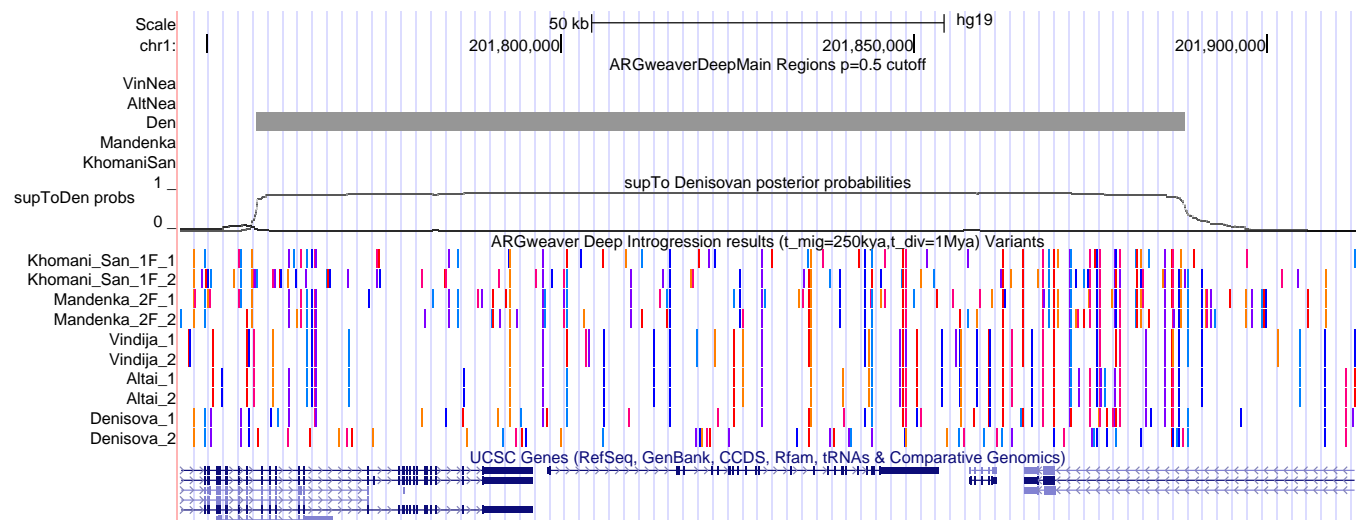 Scale 50 kb hg19
chr1: 201,800,000 201,850,000 201,900,000
ARGweaverDeepMain Regions p=0.5 cutoff
VinNea
AltNea
Den
Mandenka
KhomaniSan
1 _ supToDen probs supTo Denisovan posterior probabilities
0 _
ARGweaver Deep Introgression results (t_mig=250kya,t_div=1Mya) Variants
Khomani_San_1F_1
Khomani_San_1F_2
Mandenka_2F_1
Mandenka_2F_2
Vindija_1
Vindija_2
Altai_1
Altai_2
Denisova_1
Denisova_2
UCSC Genes (RefSeq, GenBank, CCDS, Rfam, tRNAs & Comparative Genomics)